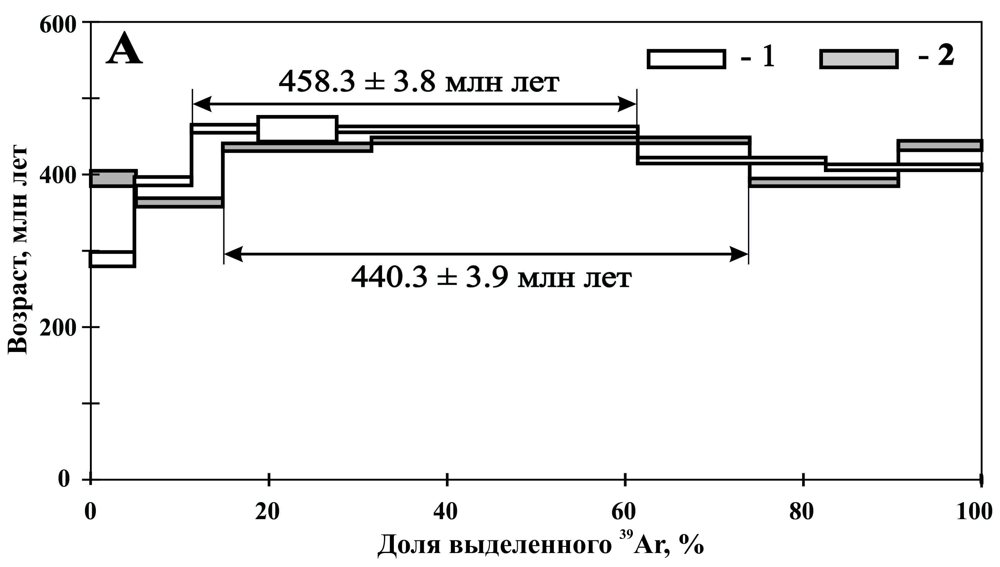 600
А
- 1
- 2
458.3 ± 3.8 млн лет
400
Возраст, млн лет
440.3 ± 3.9 млн лет
200
0
0 20 40 60 80 100
Доля выделенного ³⁹Ar, %